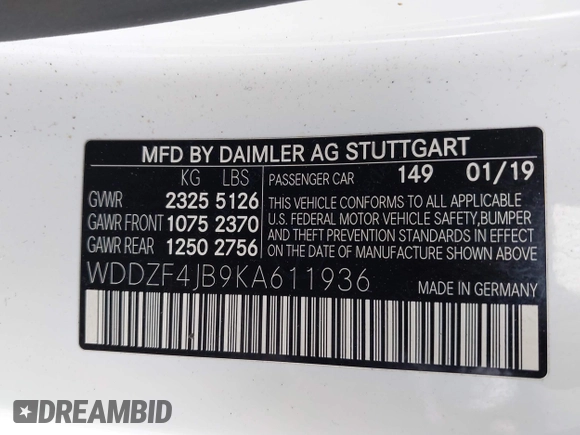 MFD BY DAIMLER AG STUTTGART
KG LBS PASSENGER CAR 149 01/19
GVWR 2325 5126 THIS VEHICLE CONFORMS TO ALL APPLICABLE
GAWR FRONT 1075 2370 U.S. FEDERAL MOTOR VEHICLE SAFETY,BUMPER
GAWR REAR 1250 2756 AND THEFT PREVENTION STANDARDS IN EFFECT
ON THE DATE OF MANUFACTURE SHOWN ABOVE.
WDDZF4JB9KA611936 MADE IN GERMANY
DREAMBID